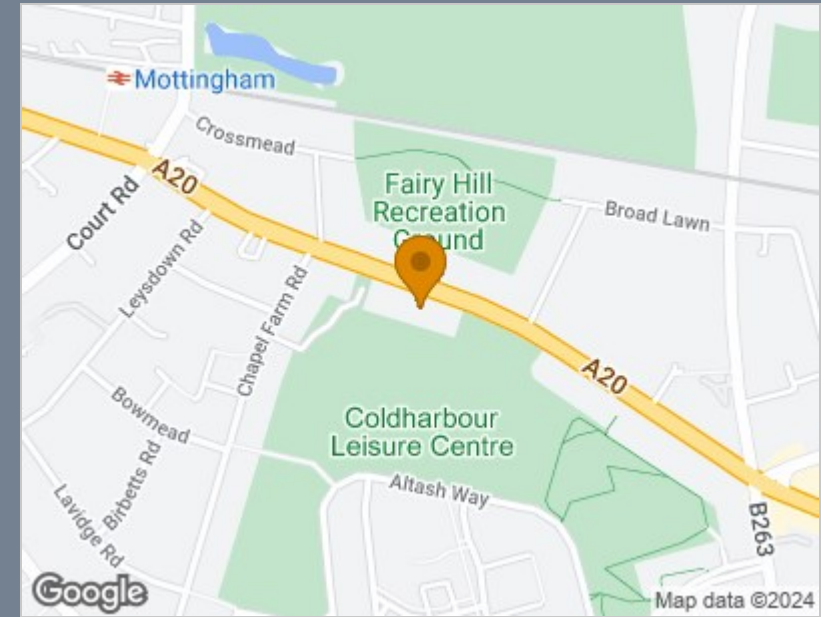 Mottingham
Crossmead
A20
Fairy Hill
Recreation
Ground
Broad Lawn
Court Rd
Leysdown Rd
Chapel Farm Rd
A20
Bowmead
Coldharbour
Leisure Centre
Birbetts Rd
Altash Way
Lavidge Rd
B263
Google
Map data ©2024